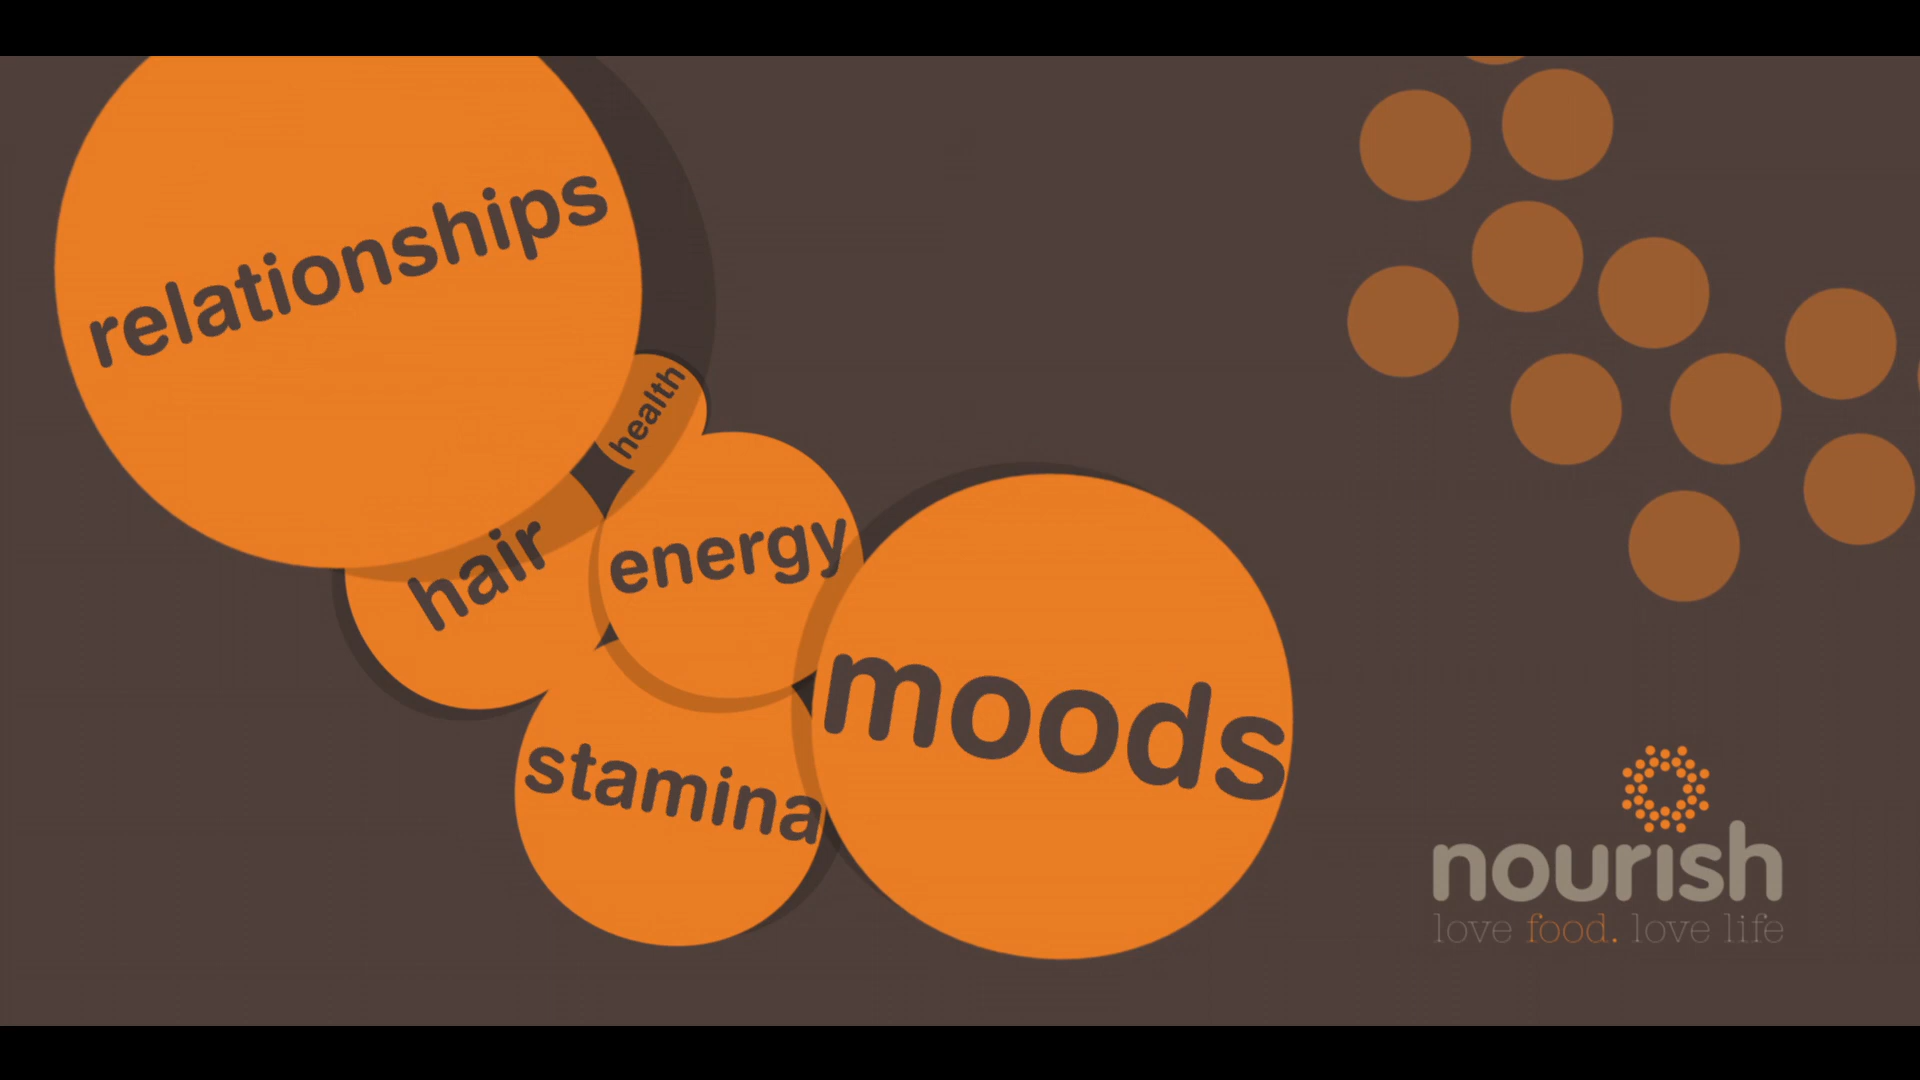 relationships
health
hair
energy
moods
stamina
nourish
love food. love life